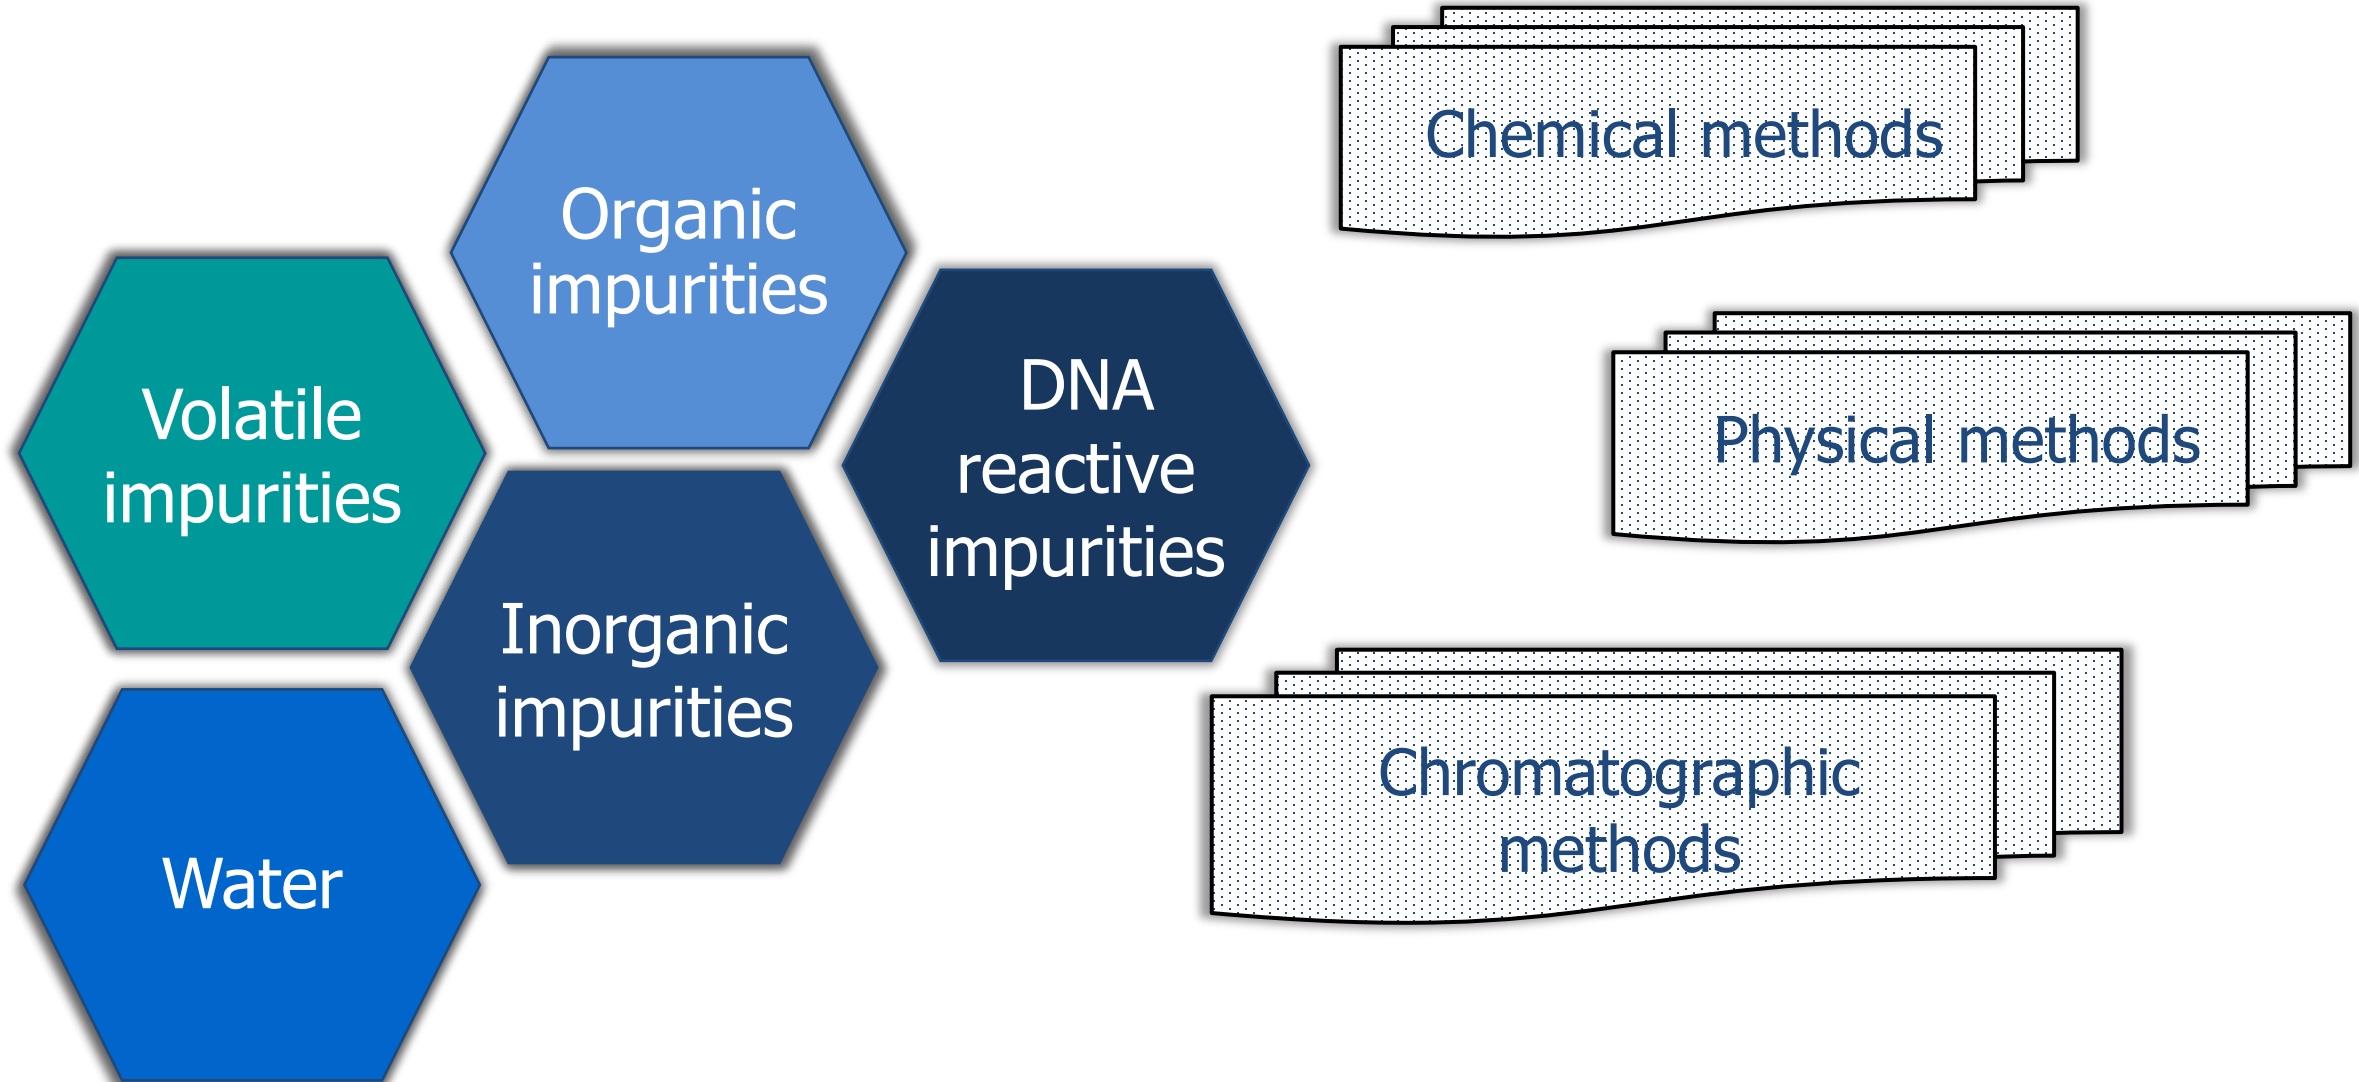 Organic
impurities
Volatile
impurities
DNA
reactive
impurities
Inorganic
impurities
Water
Chemical methods
Physical methods
Chromatographic
methods